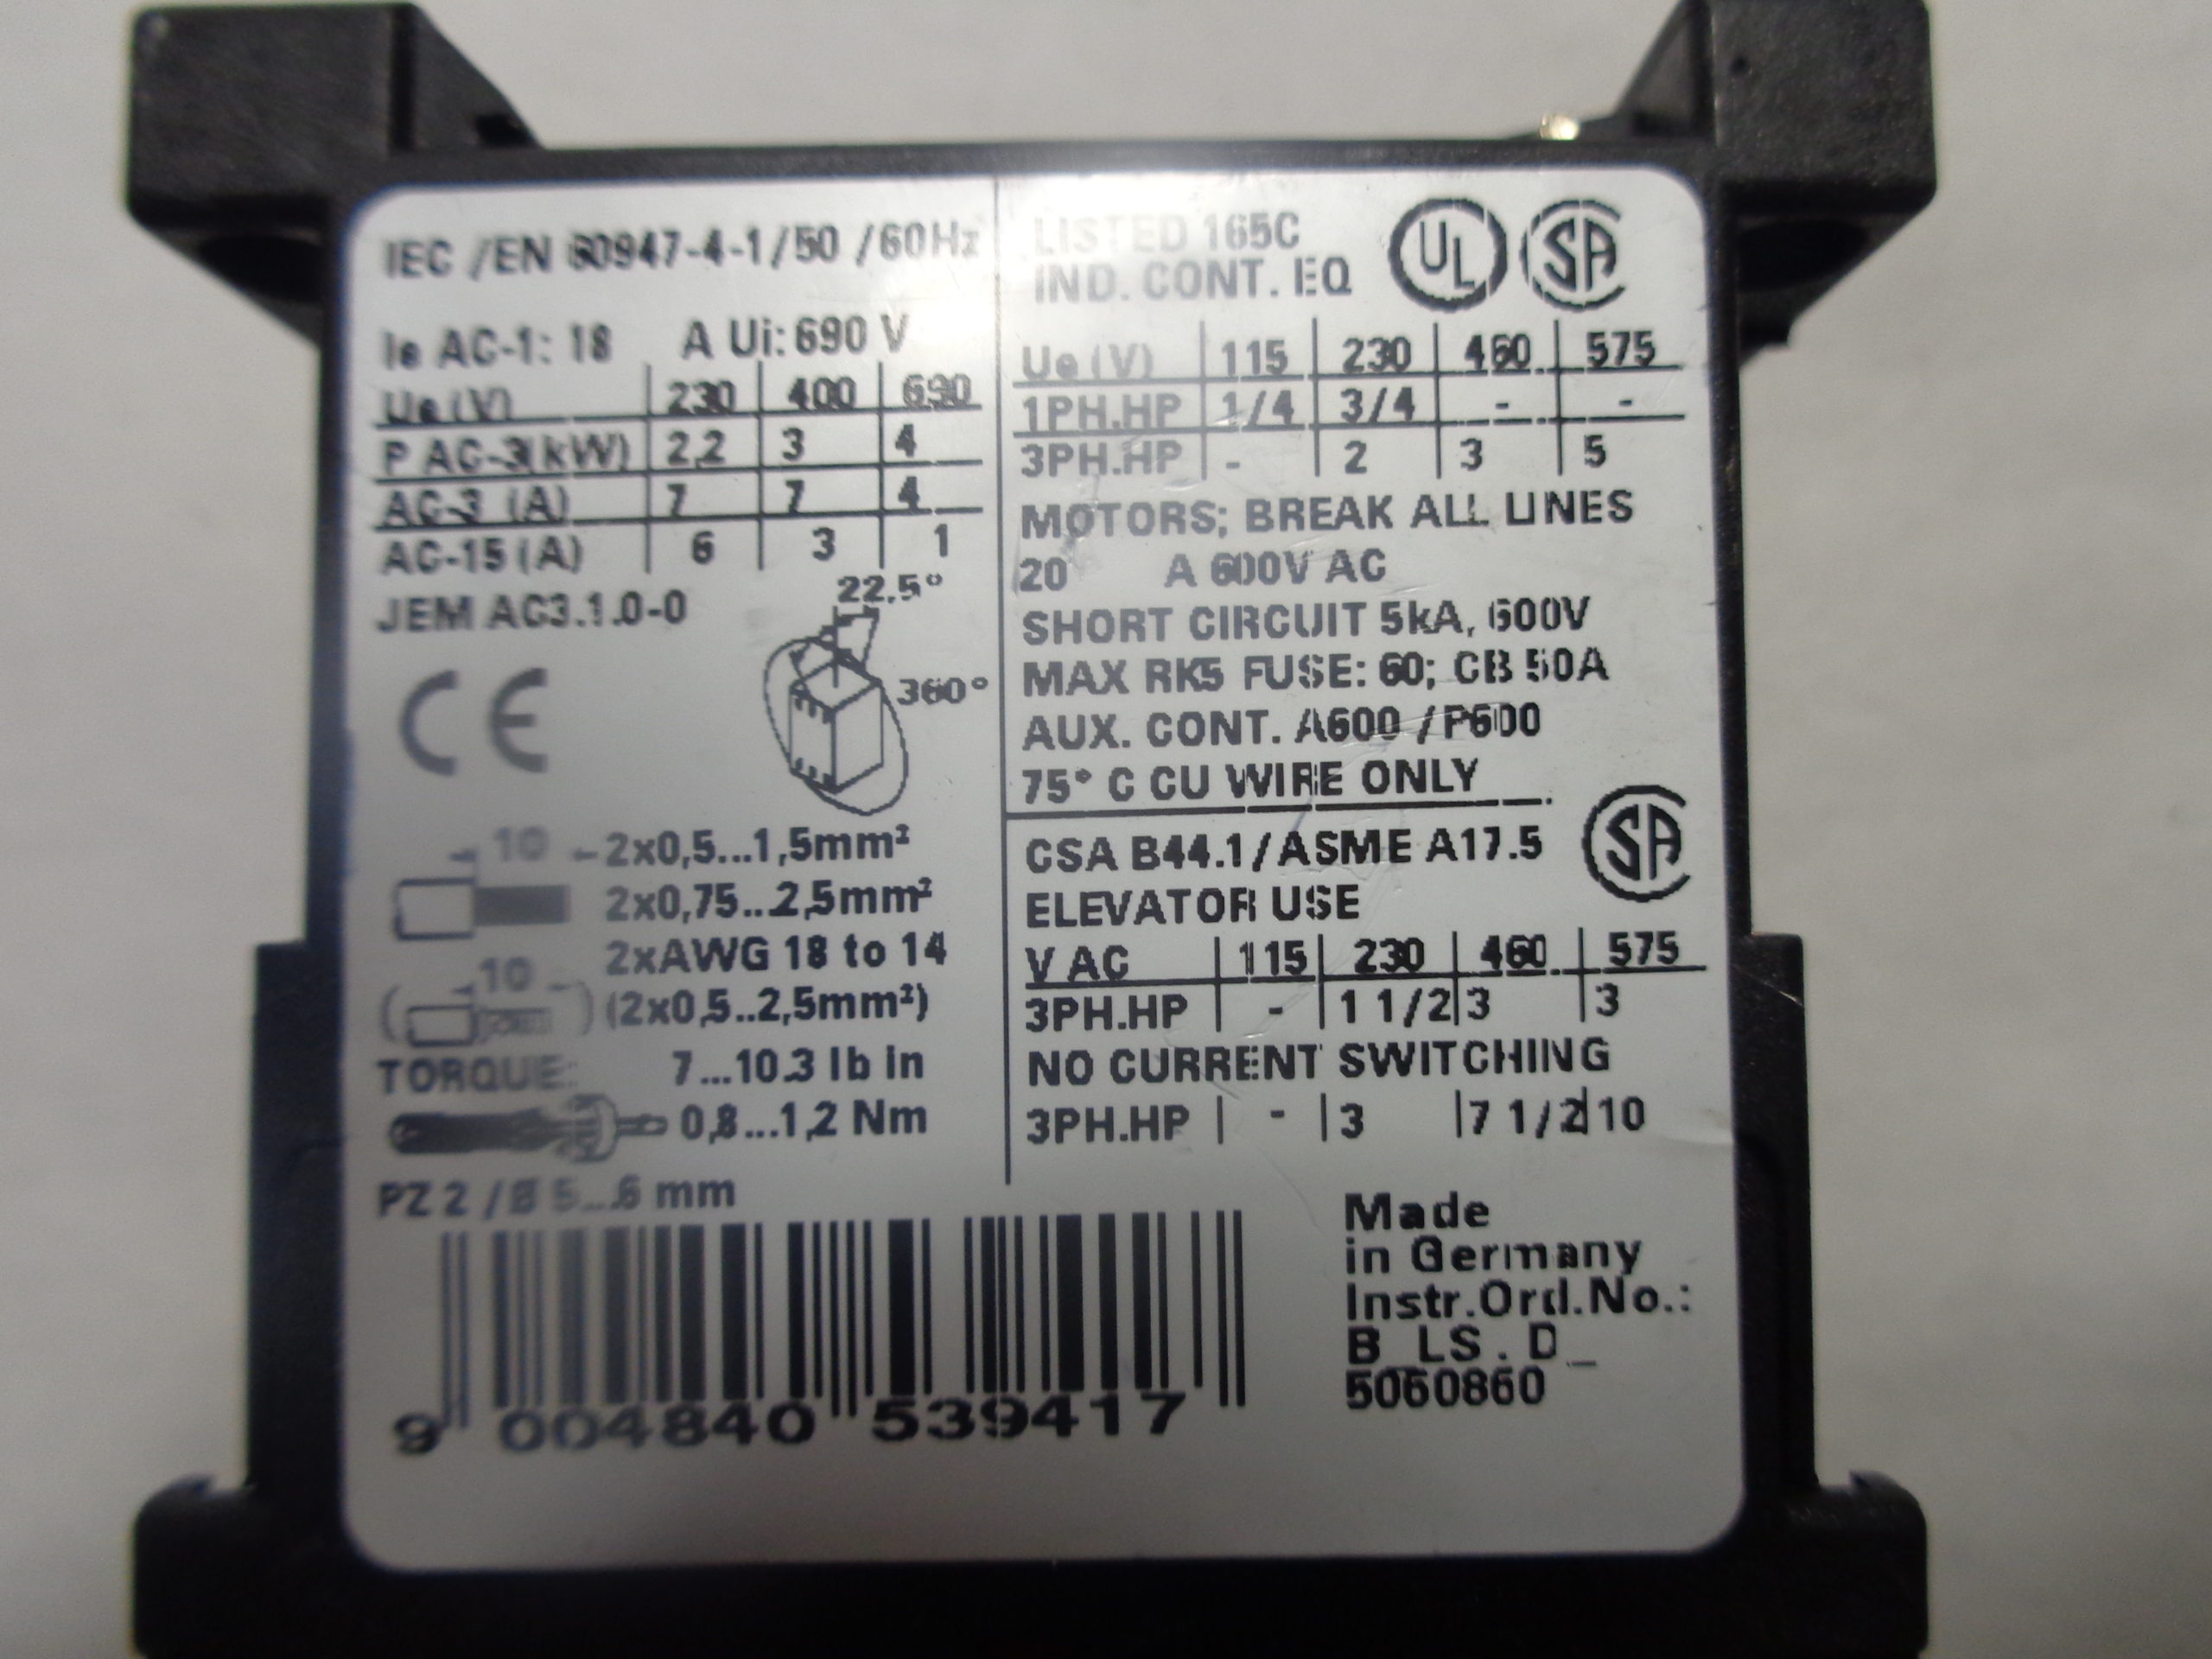 IEC /EN 60947-4-1/50 /60Hz
Ie AC-1: 18 A Ui: 690 V
Ue (V) 230 400 690
P AC-3(kW) 2,2 3 4
AC-3 (A) 7 7 4
AC-15 (A) 6 3 1
JEM AC3.1.0-0
22.5°
360°
CE
10 2x0,5...1,5mm²
2x0,75...2,5mm²
2xAWG 18 to 14
10 (2x0,5..2,5mm²)
TORQUE: 7...10.3 lb in
0,8...1,2 Nm
PZ 2 / 5...6 mm
9 004840 539417
LISTED 165C
IND. CONT. EQ
UL SA
Ue (V) 115 230 460 575
1PH.HP 1/4 3/4 - -
3PH.HP - 2 3 5
MOTORS; BREAK ALL LINES
20 A 600V AC
SHORT CIRCUIT 5kA, 600V
MAX RK5 FUSE: 60; CB 50A
AUX. CONT. A600 / P600
75° C CU WIRE ONLY
CSA B44.1/ASME A17.5
SA
ELEVATOR USE
V AC 115 230 460 575
3PH.HP - 1 1/2 3 3
NO CURRENT SWITCHING
3PH.HP - 3 7 1/2 10
Made
in Germany
Instr.Ord.No.:
B_LS . D_
5060860